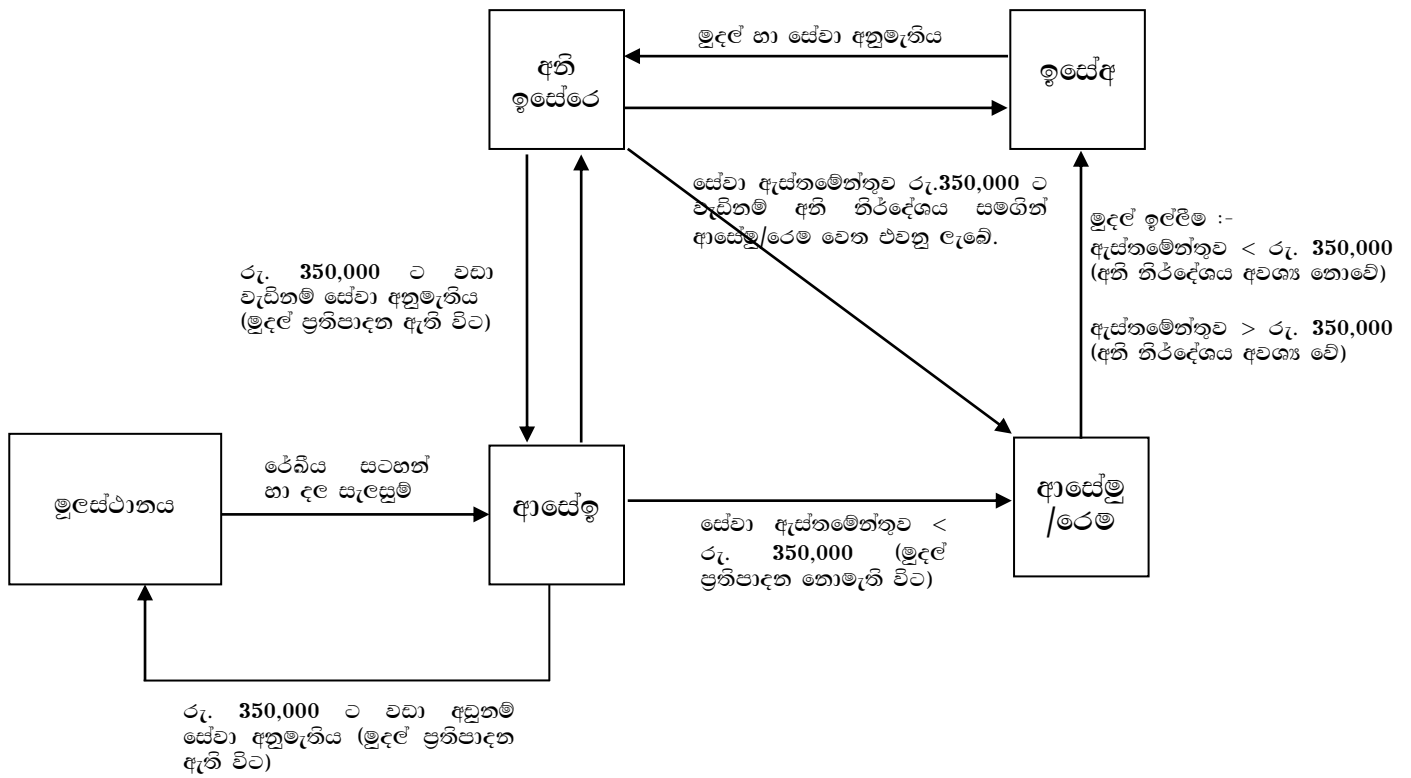 අනි
ඉසේරෙ
මුදල් හා සේවා අනුමැතිය
ඉසේඅ
සේවා ඇස්තමේන්තුව රු.350,000 ට
වැඩිනම් අනි නිර්දේශය සමගින්
ආසේමු/රෙම වෙත එවනු ලැබේ.
මුදල් ඉල්ලීම :-
ඇස්තමේන්තුව < රු. 350,000
(අනි නිර්දේශය අවශ්‍ය නොවේ)
ඇස්තමේන්තුව > රු. 350,000
(අනි නිර්දේශය අවශ්‍ය වේ)
රු. 350,000 ට වඩා
වැඩිනම් සේවා අනුමැතිය
(මුදල් ප්‍රතිපාදන ඇති විට)
මූලස්ථානය
රේඛීය සටහන්
හා දල සැලසුම්
ආසේඉ
සේවා ඇස්තමේන්තුව <
රු. 350,000 (මුදල්
ප්‍රතිපාදන නොමැති විට)
ආසේමු
/රෙම
රු. 350,000 ට වඩා අඩුනම්
සේවා අනුමැතිය (මුදල් ප්‍රතිපාදන
ඇති විට)